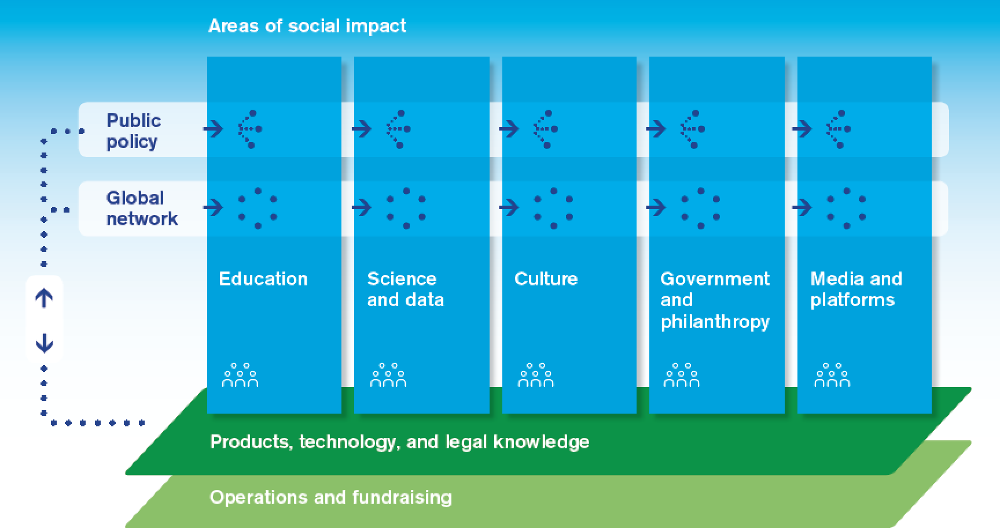 Areas of social impact
Public
policy
Global
network
Education
Science
and data
Culture
Government
and
philanthropy
Media and
platforms
Products, technology, and legal knowledge
Operations and fundraising